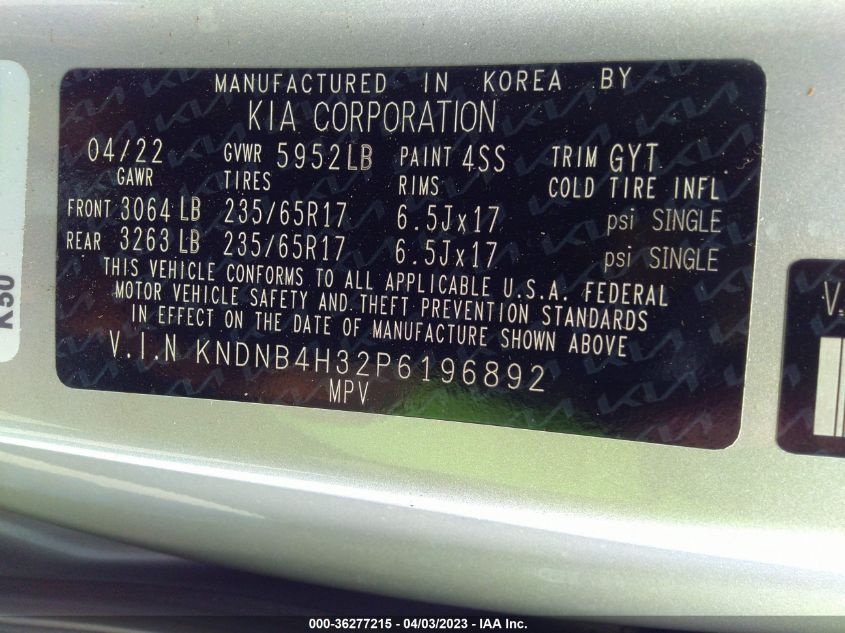 MANUFACTURED IN KOREA BY
KIA CORPORATION
04/22 GVWR 5952LB PAINT 4SS TRIM GYT
GAWR TIRES RIMS COLD TIRE INFL
FRONT 3064 LB 235/65R17 6.5Jx17 psi SINGLE
REAR 3263 LB 235/65R17 6.5Jx17 psi SINGLE
THIS VEHICLE CONFORMS TO ALL APPLICABLE U.S.A. FEDERAL
MOTOR VEHICLE SAFETY AND THEFT PREVENTION STANDARDS
IN EFFECT ON THE DATE OF MANUFACTURE SHOWN ABOVE
V.I.N KNDNB4H32P6196892
MPV
K50
V.
000-36277215 - 04/03/2023 - IAA Inc.